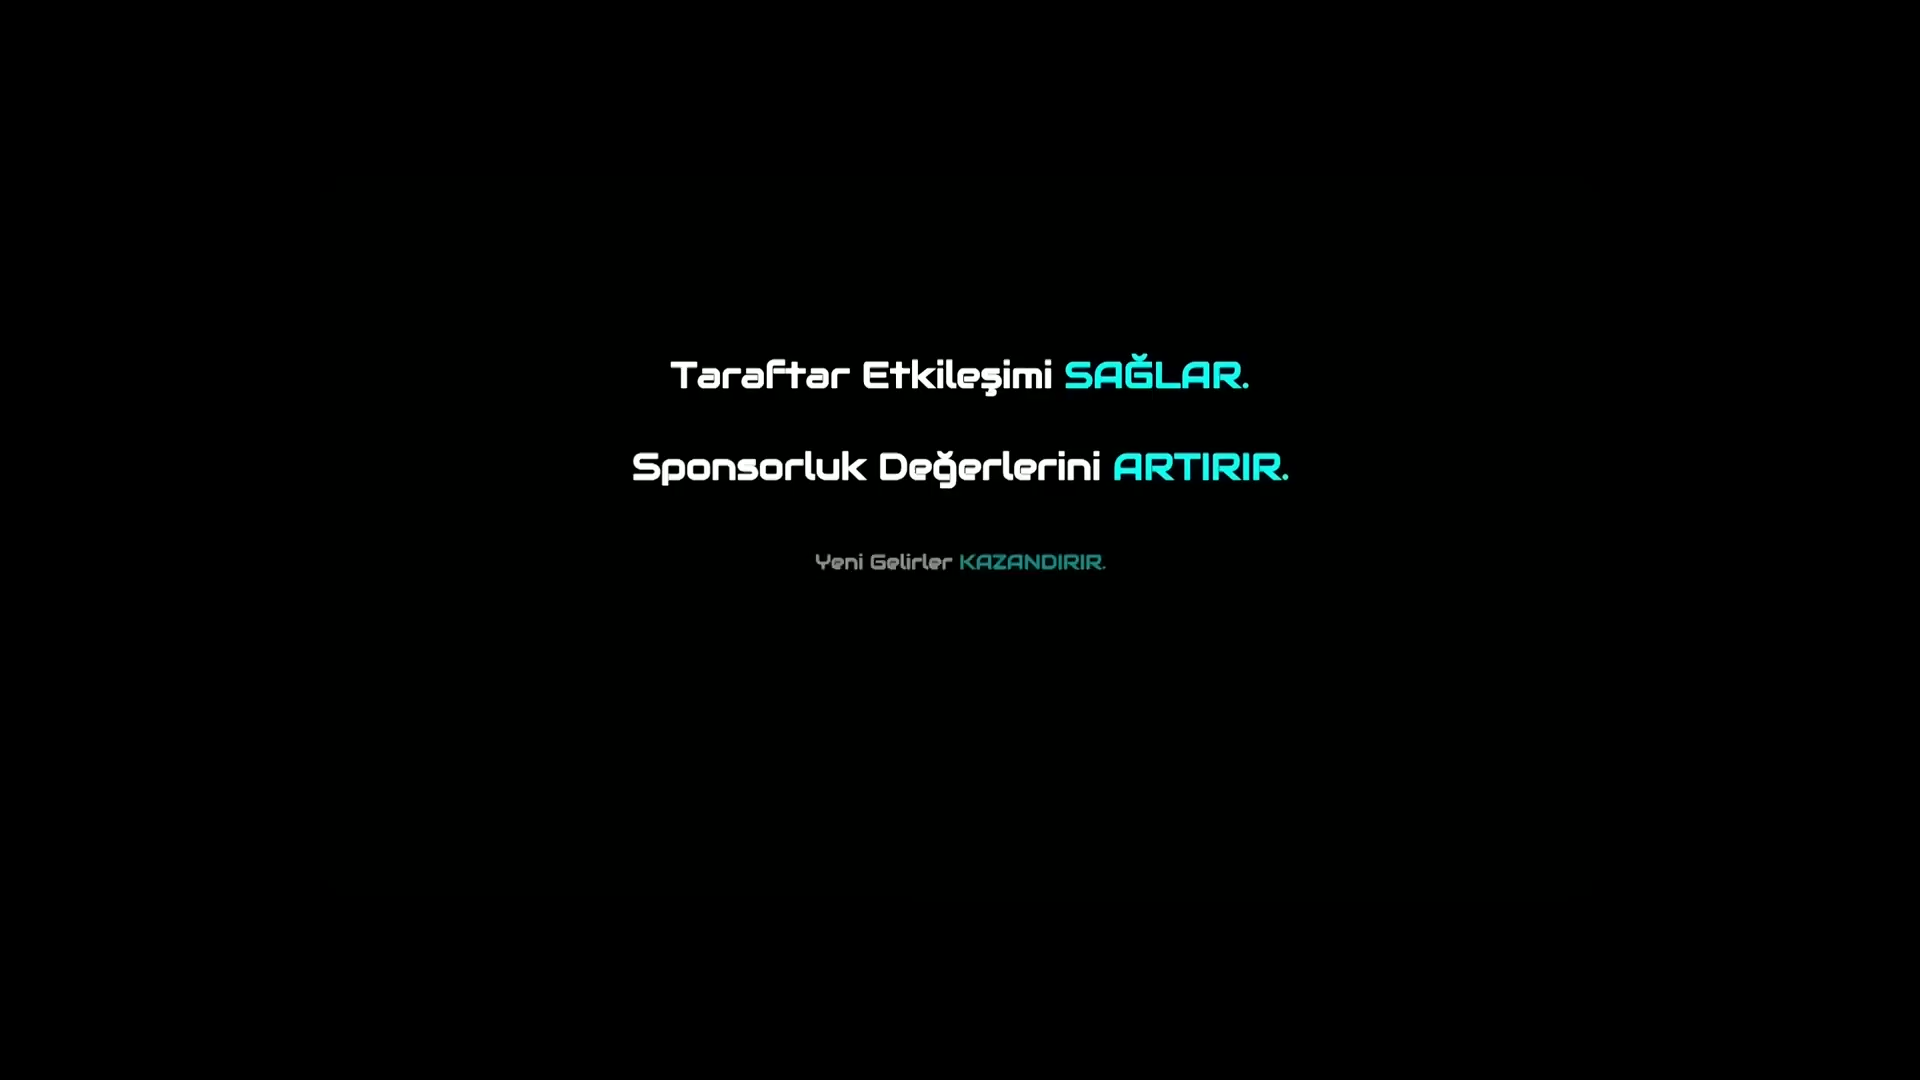 Taraftar Etkileşimi SAĞLAR.
Sponsorluk Değerlerini ARTIRIR.
Yeni Gelirler KAZANDIRIR.